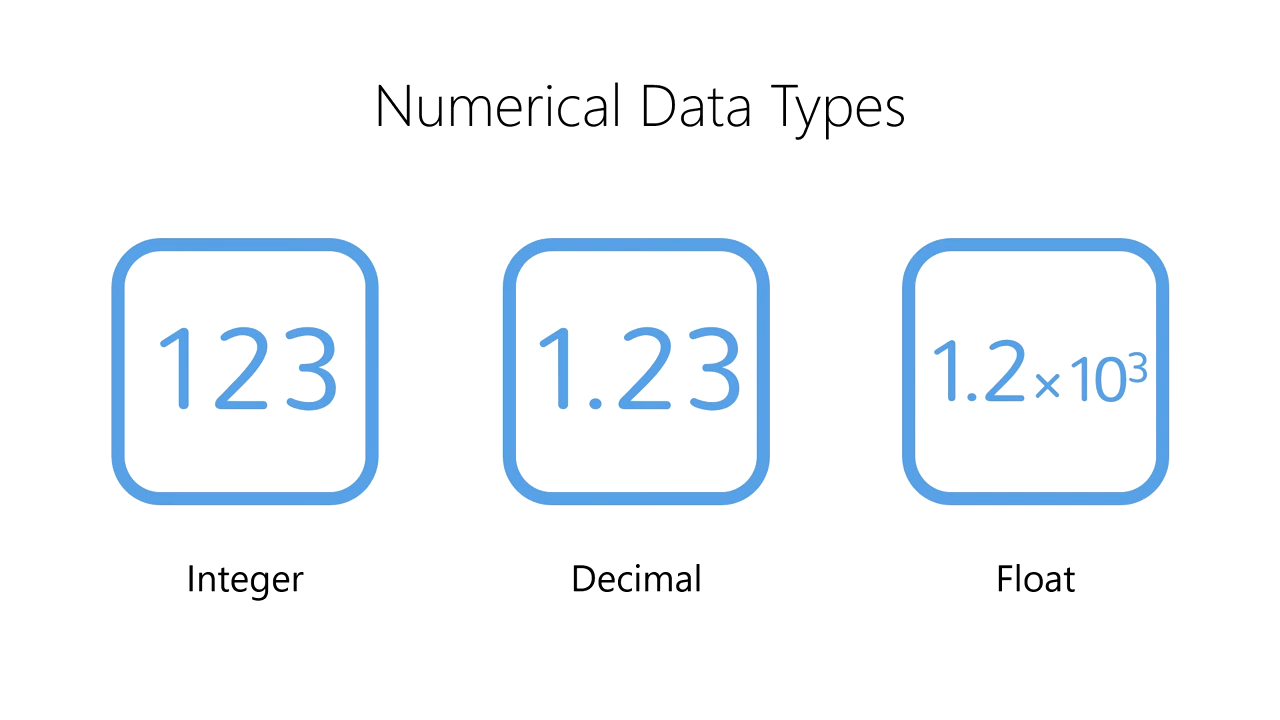 Numerical Data Types
123
1.23
1.2×10³
Integer
Decimal
Float